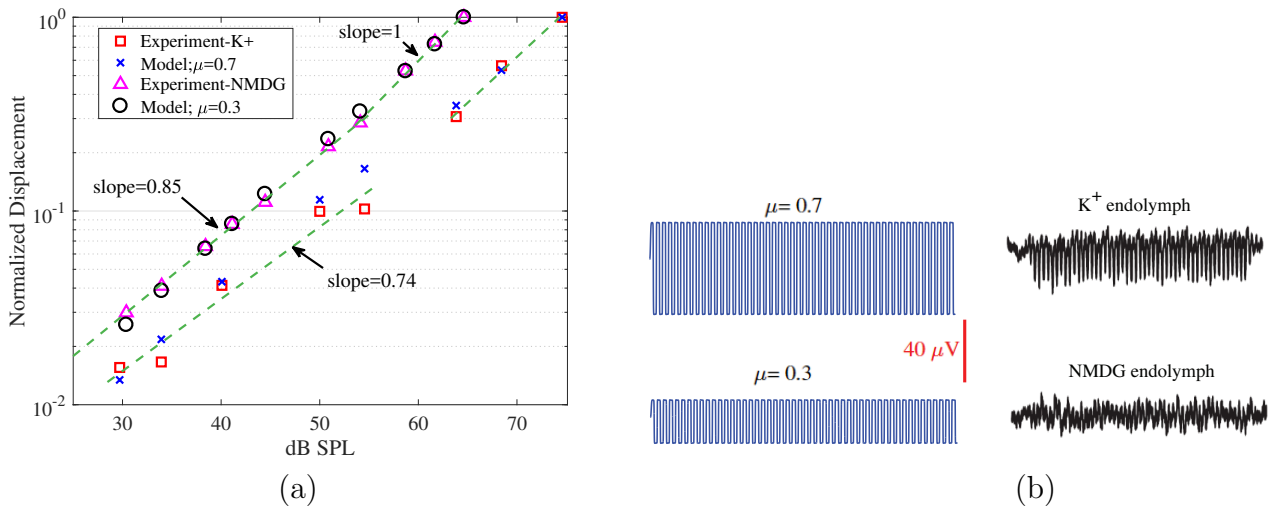 10^0
10^-1
10^-2
Normalized Displacement
Experiment-K+
Model;μ=0.7
Experiment-NMDG
Model; μ=0.3
slope=1
slope=0.85
slope=0.74
30 40 50 60 70
dB SPL
(a)
μ= 0.7
K+ endolymph
40 μV
μ= 0.3
NMDG endolymph
(b)